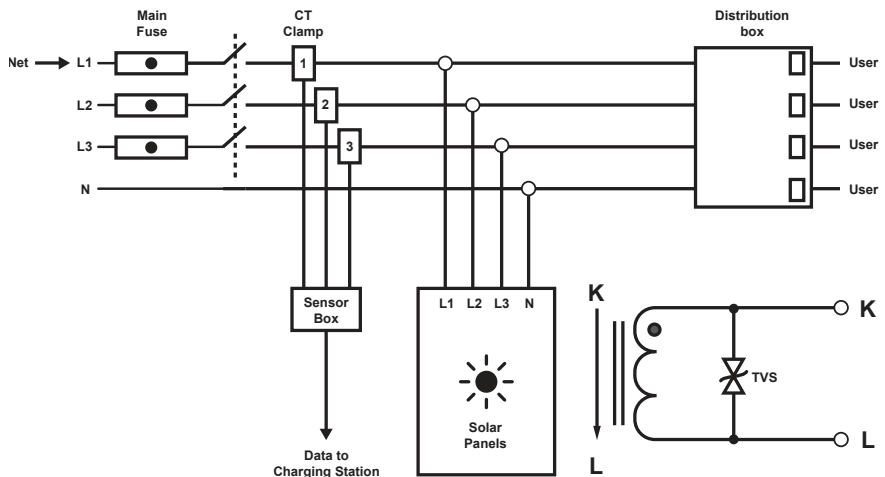 Main
Fuse
CT
Clamp
Distribution
box
Net
L1
1
User
L2
2
User
L3
3
User
N
User
Sensor
Box
L1 L2 L3 N
Solar
Panels
Data to
Charging Station
K
L
K
TVS
L